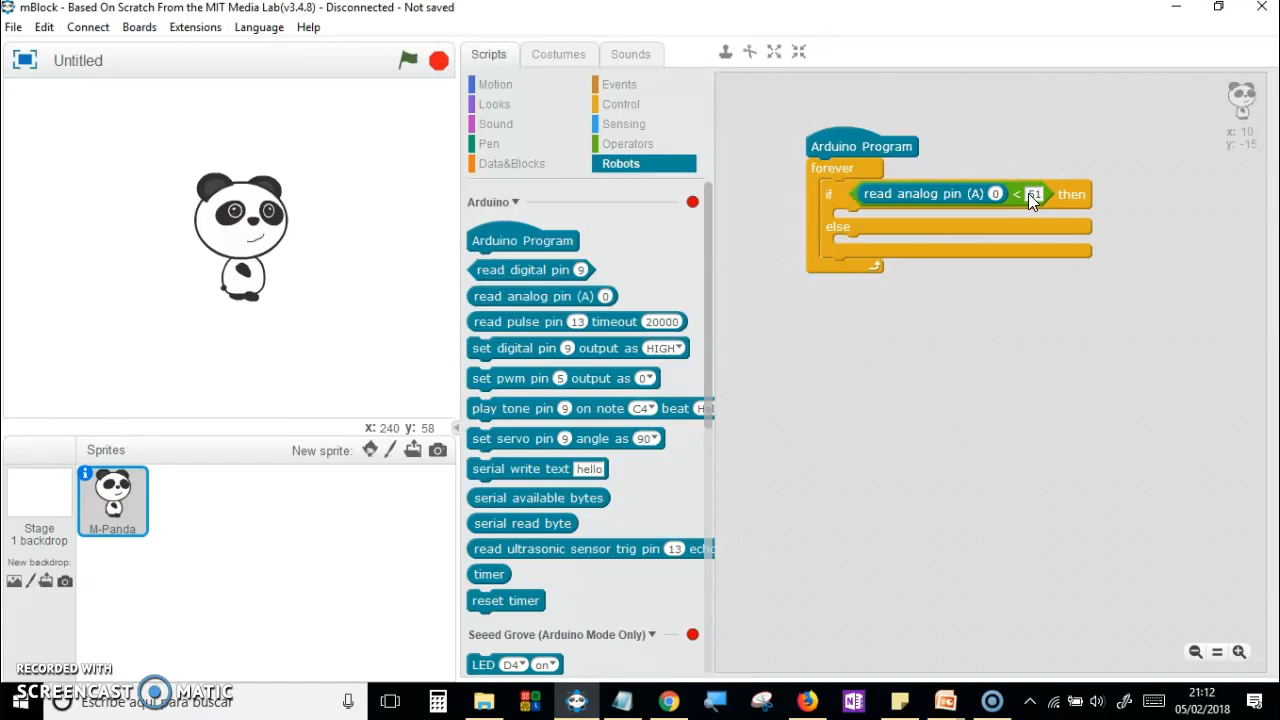 mBlock - Based On Scratch From the MIT Media Lab(v3.4.8) - Disconnected - Not saved
File Edit Connect Boards Extensions Language Help
Untitled
Scripts Costumes Sounds
Motion Events
Looks Control
Sound Sensing
Pen Operators
Data&Blocks Robots
Arduino
Arduino Program
read digital pin 9
read analog pin (A) 0
read pulse pin 13 timeout 20000
set digital pin 9 output as HIGH
set pwm pin 5 output as 0
play tone pin 9 on note C4 beat
set servo pin 9 angle as 90
serial write text hello
serial available bytes
serial read byte
read ultrasonic sensor trig pin 13
timer
reset timer
Seeed Grove (Arduino Mode Only)
LED D4 on
Arduino Program
forever
if read analog pin (A) 0 < then
else
x: 10
y: -15
x: 240 y: 58
Sprites New sprite:
i
M-Panda
Stage
1 backdrop
New backdrop:
RECORDED WITH
SCREENCAST MATIC
Escribe aquí para buscar
21:12
05/02/2018